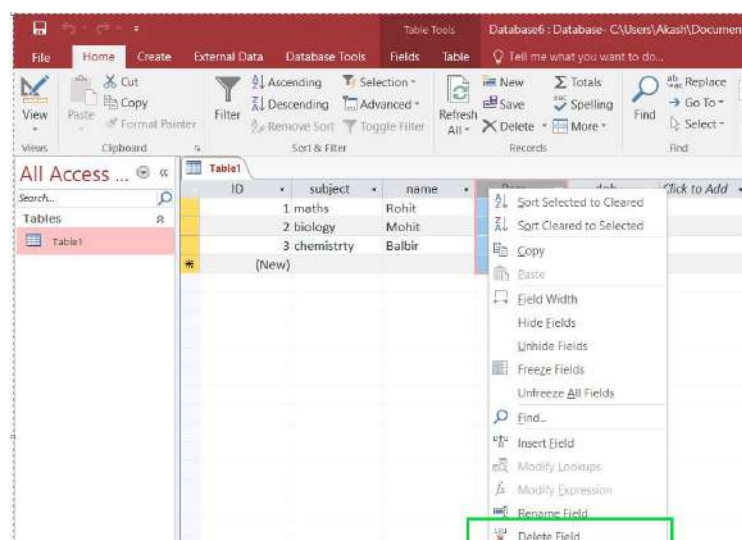 Table Tools
Database6 : Database- C:\Users\Akash\Documen
File Home Create External Data Database Tools Fields Table Tell me what you want to do...
View
Paste
Cut
Copy
Format Painter
Filter
Ascending
Descending
Remove Sort
Selection
Advanced
Toggle Filter
Refresh All
New
Save
Delete
Totals
Spelling
More
Find
Replace
Go To
Select
Views Clipboard Sort & Filter Records Find
All Access ...
Search...
Tables
Table1
Table1
ID subject name Click to Add
1 maths Rohit
2 biology Mohit
3 chemistrty Balbir
(New)
Sort Selected to Cleared
Sort Cleared to Selected
Copy
Paste
Field Width
Hide Fields
Unhide Fields
Freeze Fields
Unfreeze All Fields
Find...
Insert Field
Modify Lookups
Modify Expression
Rename Field
Delete Field